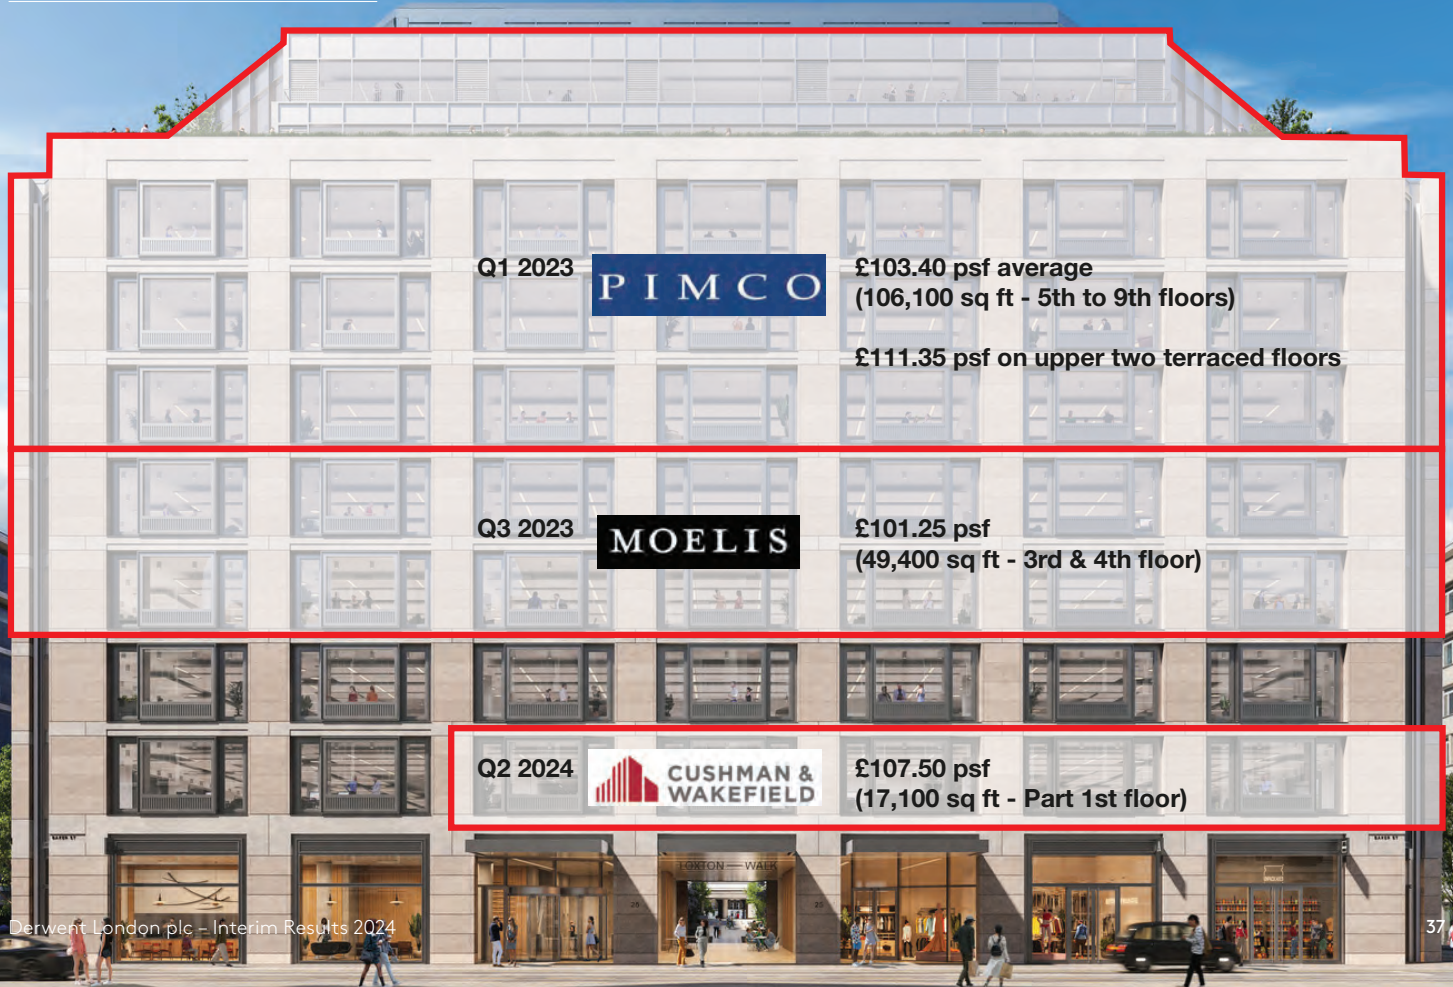 Q1 2023
PIMCO
£103.40 psf average
(106,100 sq ft - 5th to 9th floors)
£111.35 psf on upper two terraced floors
Q3 2023
MOELIS
£101.25 psf
(49,400 sq ft - 3rd & 4th floor)
Q2 2024
CUSHMAN &
WAKEFIELD
£107.50 psf
(17,100 sq ft - Part 1st floor)
BAKER ST
LOXTON WALK
Derwent London plc – Interim Results 2024
37